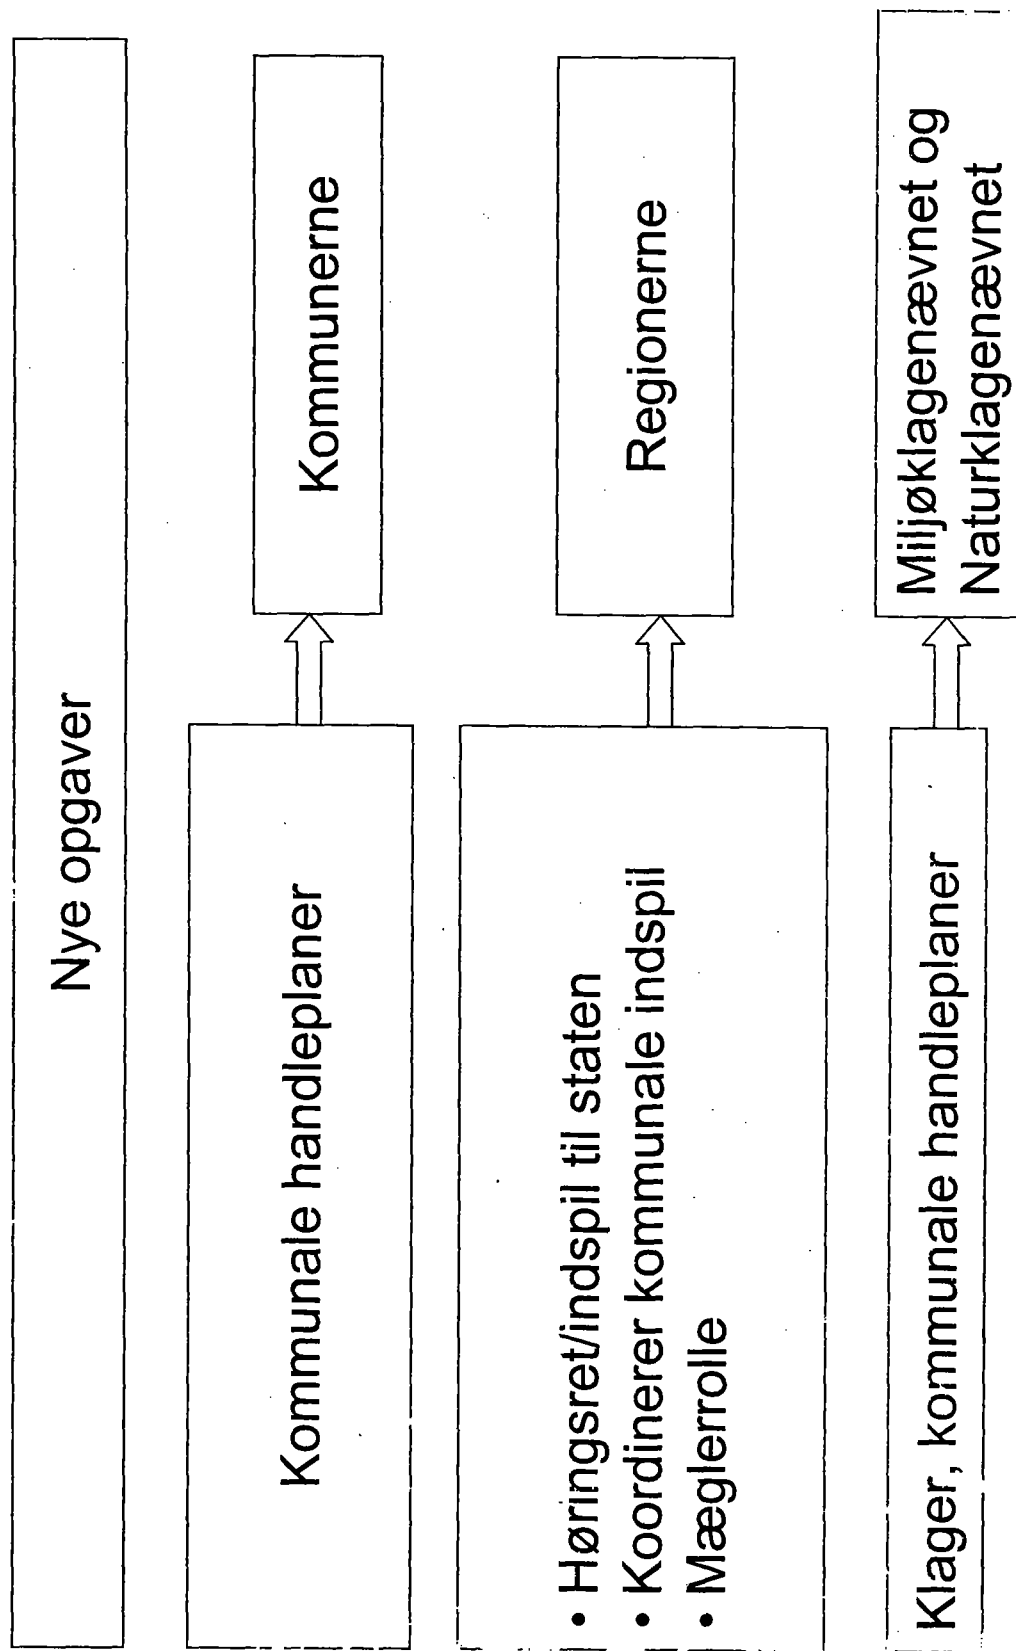 Nye opgaver
Kommunale handleplaner
Kommunerne
• Høringsret/indspil til staten
• Koordinerer kommunale indspil
• Mæglerrolle
Regionerne
Klager, kommunale handleplaner
Miljøklagenævnet og
Naturklagenævnet